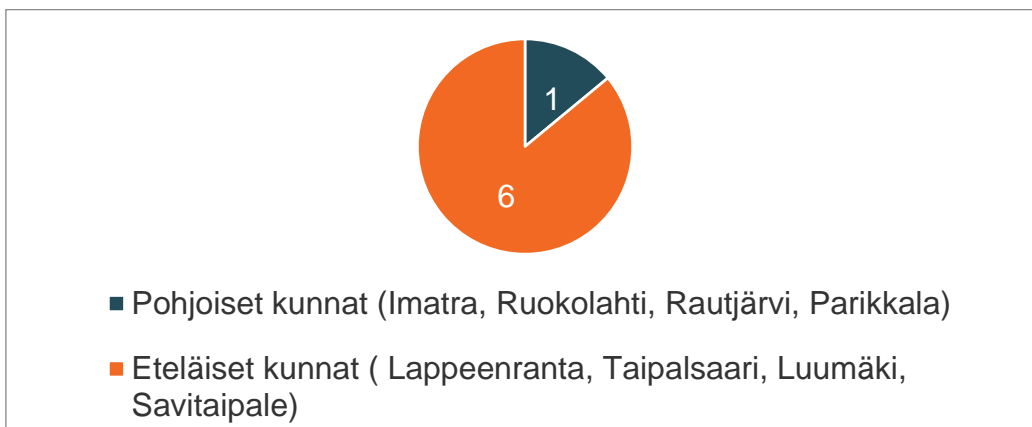 1
6
Pohjoiset kunnat (Imatra, Ruokolahti, Rautjärvi, Parikkala)
Eteläiset kunnat ( Lappeenranta, Taipalsaari, Luumäki,
Savitaipale)